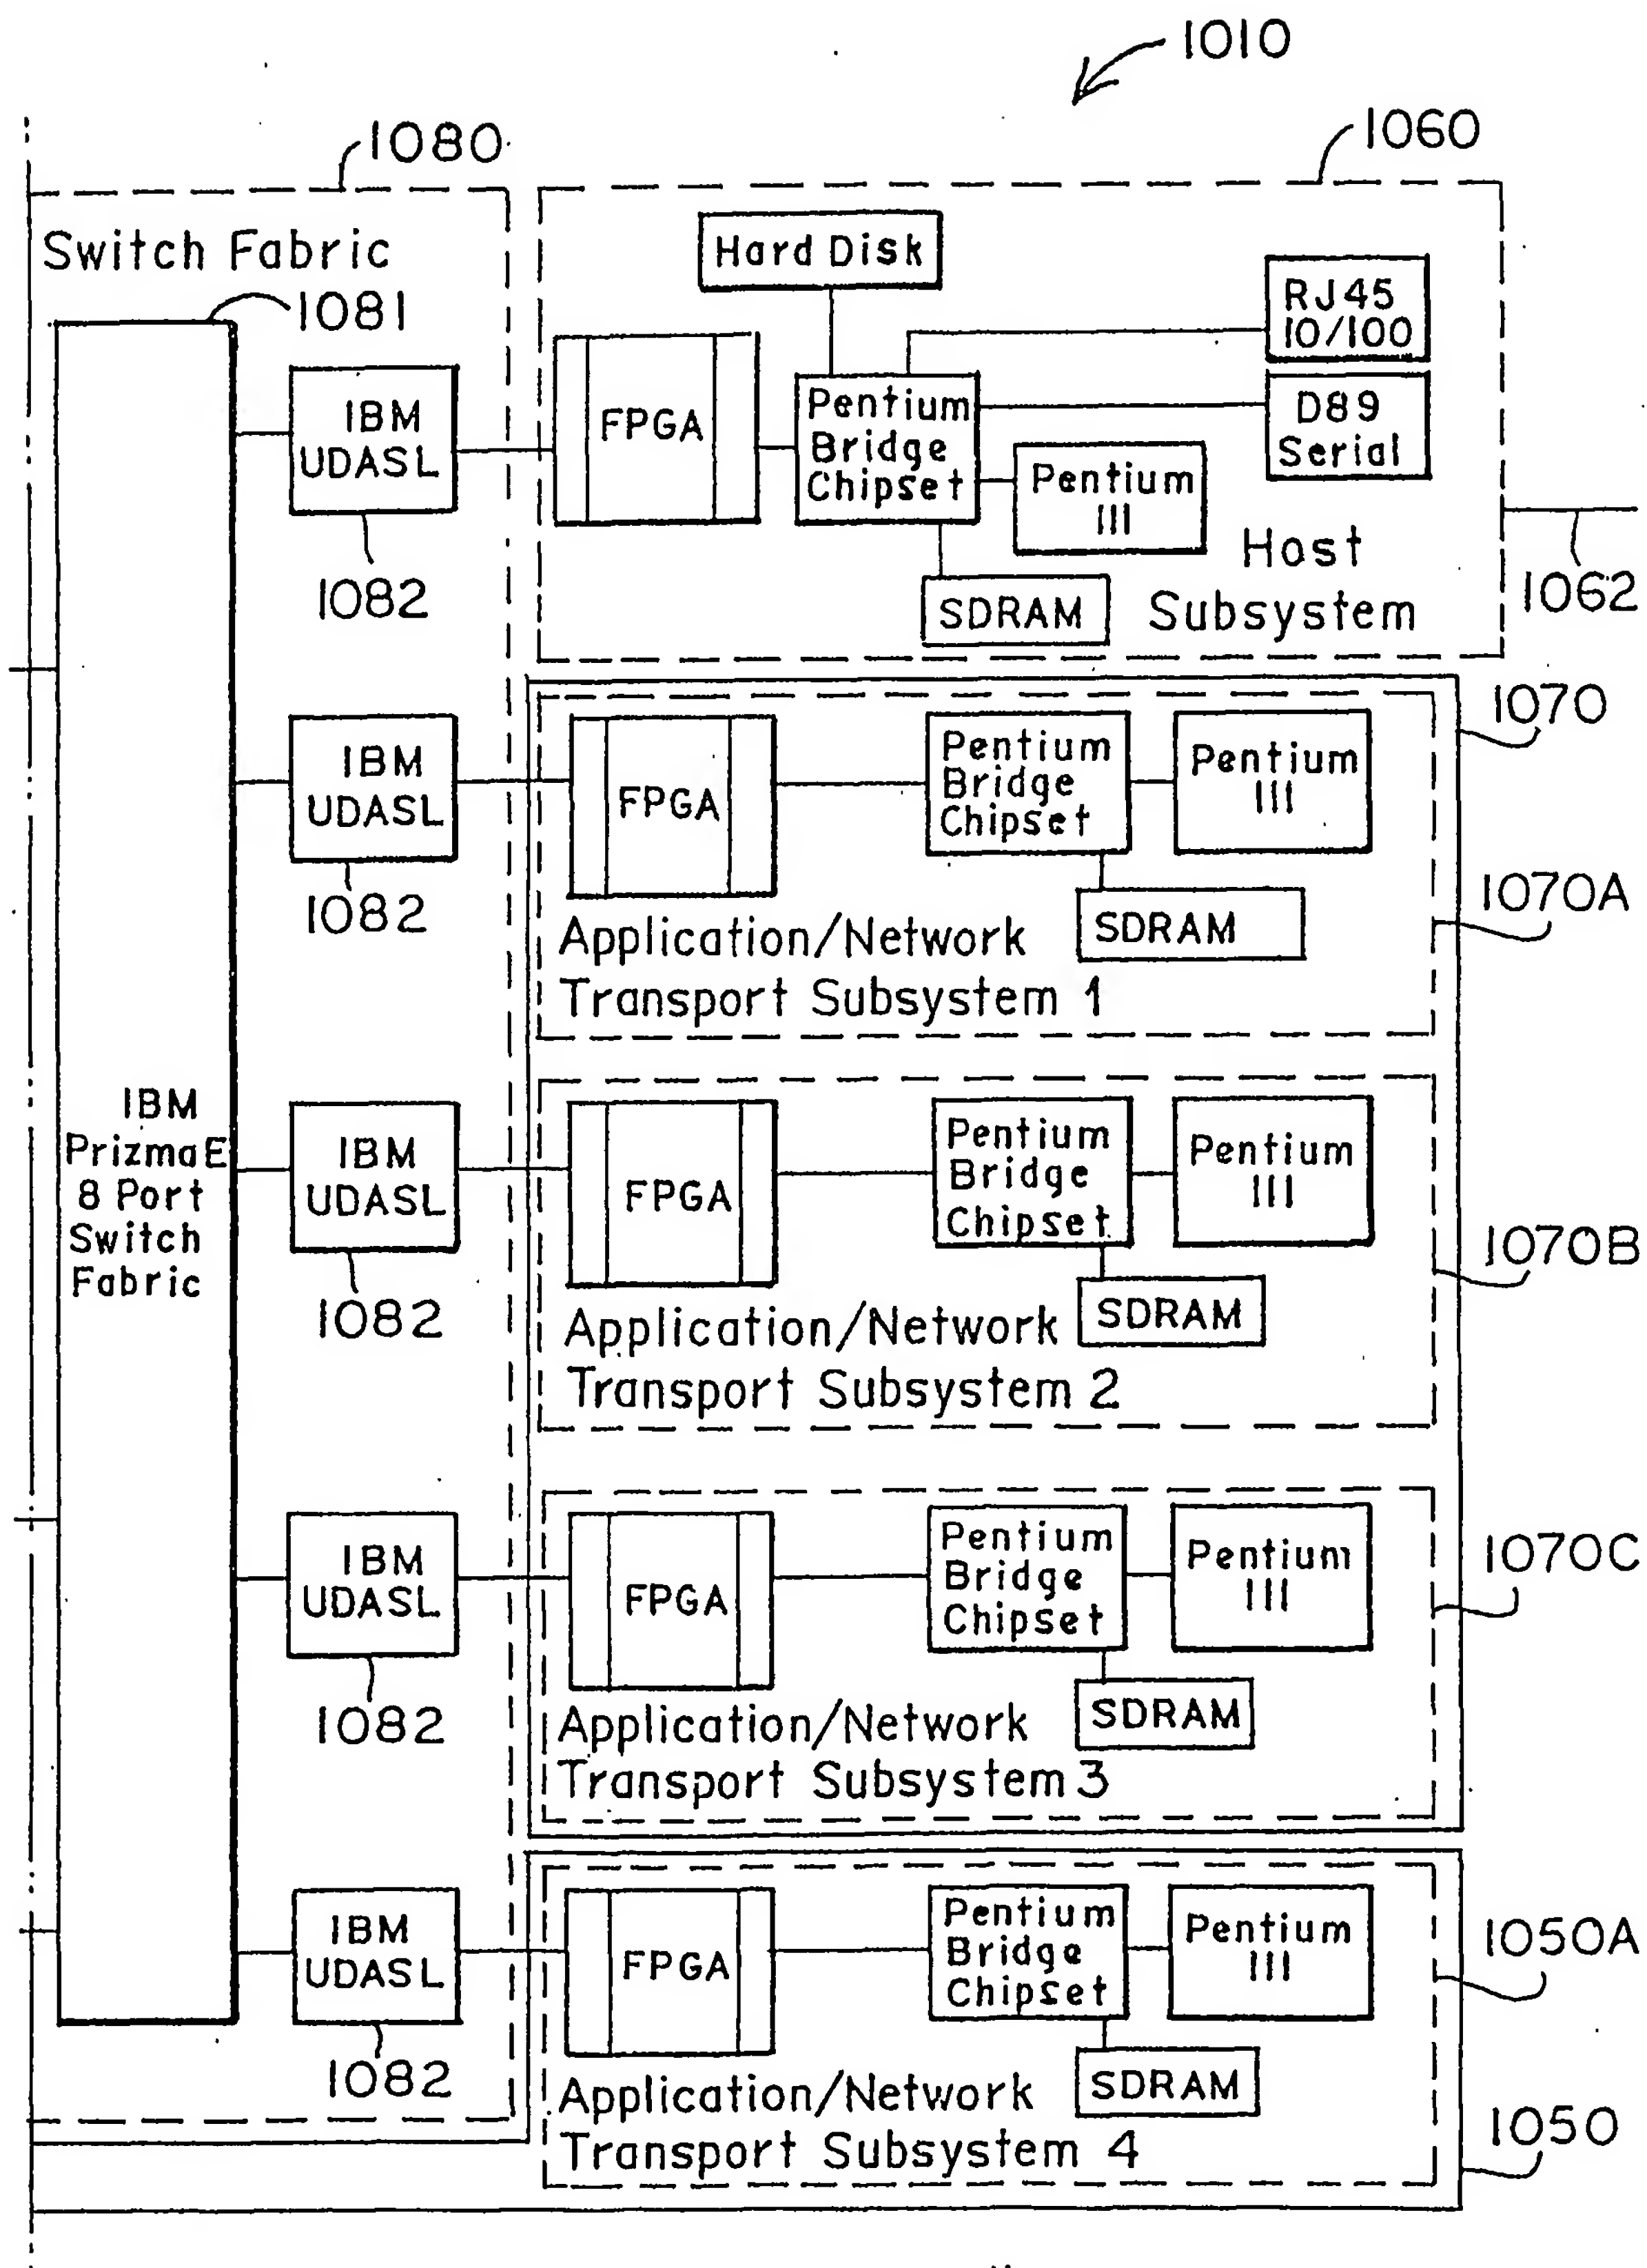 1010
1080
1060
Switch Fabric
1081
Hard Disk
RJ45
10/100
D89
Serial
IBM
UDASL
1082
FPGA
Pentium
Bridge
Chipset
Pentium
III
SDRAM
Host
Subsystem
1062
IBM
UDASL
1082
FPGA
Pentium
Bridge
Chipset
Pentium
III
SDRAM
Application/Network
Transport Subsystem 1
1070
1070A
IBM
PrizmaE
8 Port
Switch
Fabric
IBM
UDASL
1082
FPGA
Pentium
Bridge
Chipset
Pentium
III
SDRAM
Application/Network
Transport Subsystem 2
1070B
IBM
UDASL
1082
FPGA
Pentium
Bridge
Chipset
Pentium
III
SDRAM
Application/Network
Transport Subsystem 3
1070C
IBM
UDASL
1082
FPGA
Pentium
Bridge
Chipset
Pentium
III
SDRAM
Application/Network
Transport Subsystem 4
1050A
1050